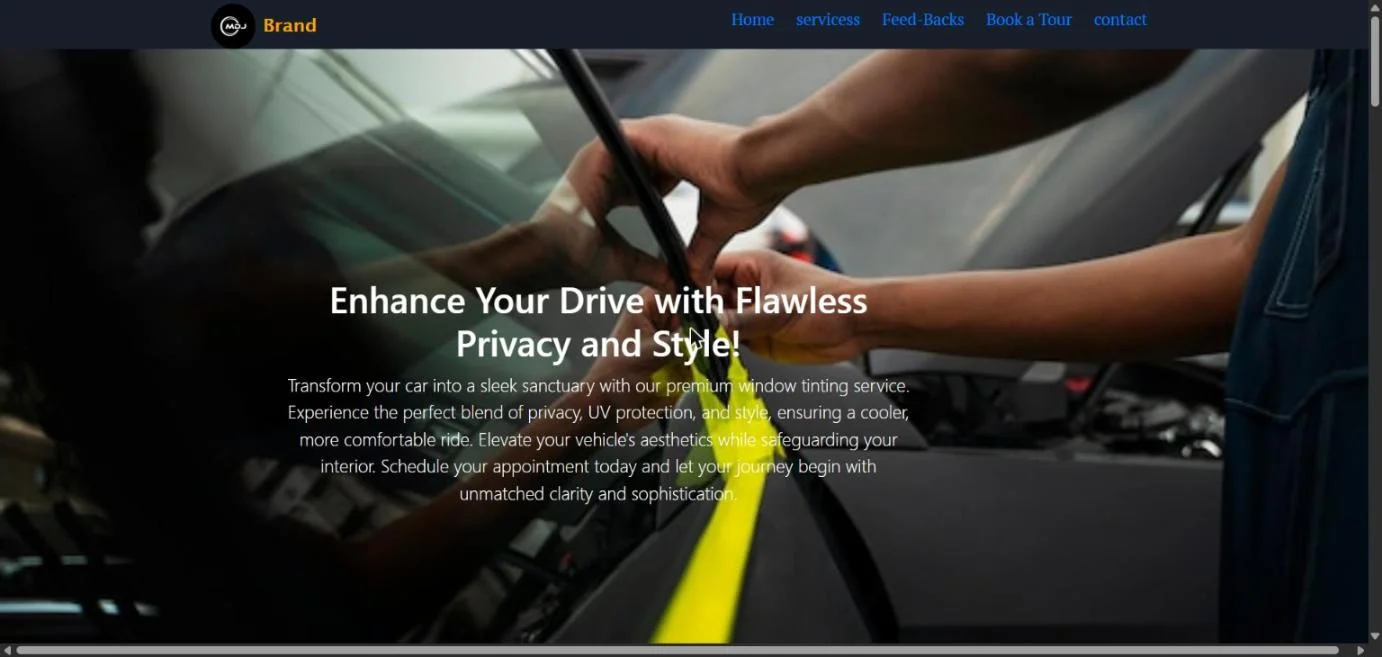 MDJ Brand Home servicess Feed-Backs Book a Tour contact
Enhance Your Drive with Flawless
Privacy and Style!
Transform your car into a sleek sanctuary with our premium window tinting service.
Experience the perfect blend of privacy, UV protection, and style, ensuring a cooler,
more comfortable ride. Elevate your vehicle's aesthetics while safeguarding your
interior. Schedule your appointment today and let your journey begin with
unmatched clarity and sophistication.